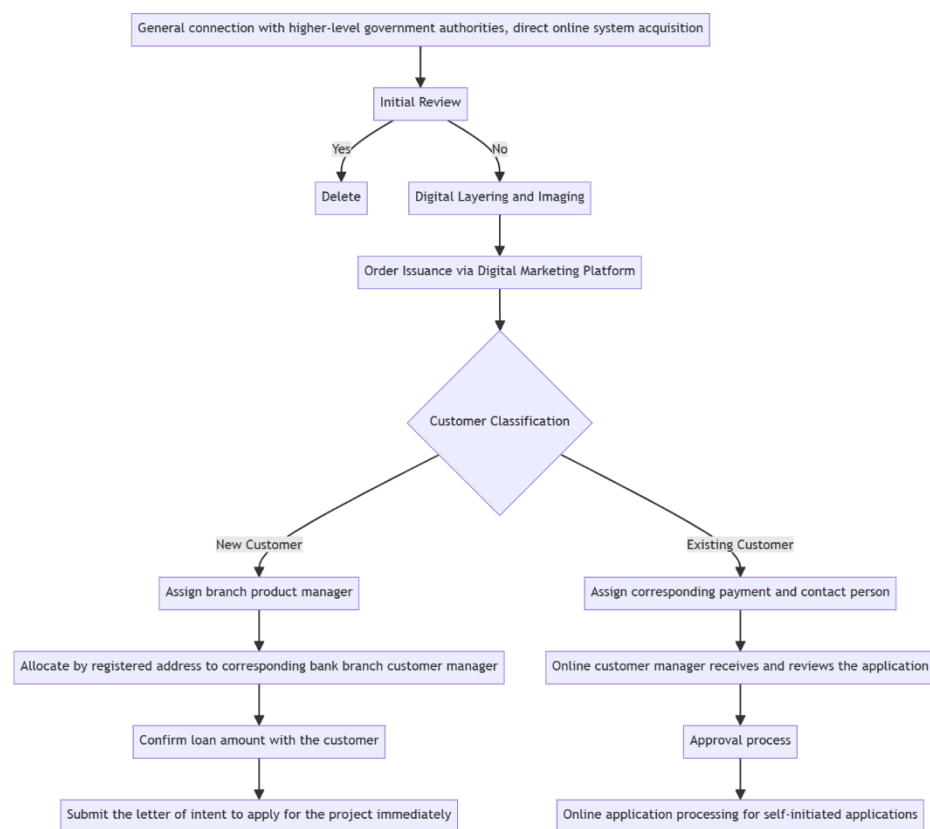 General connection with higher-level government authorities, direct online system acquisition
Initial Review
Yes
No
Delete
Digital Layering and Imaging
Order Issuance via Digital Marketing Platform
Customer Classification
New Customer
Existing Customer
Assign branch product manager
Assign corresponding payment and contact person
Allocate by registered address to corresponding bank branch customer manager
Online customer manager receives and reviews the application
Confirm loan amount with the customer
Approval process
Submit the letter of intent to apply for the project immediately
Online application processing for self-initiated applications